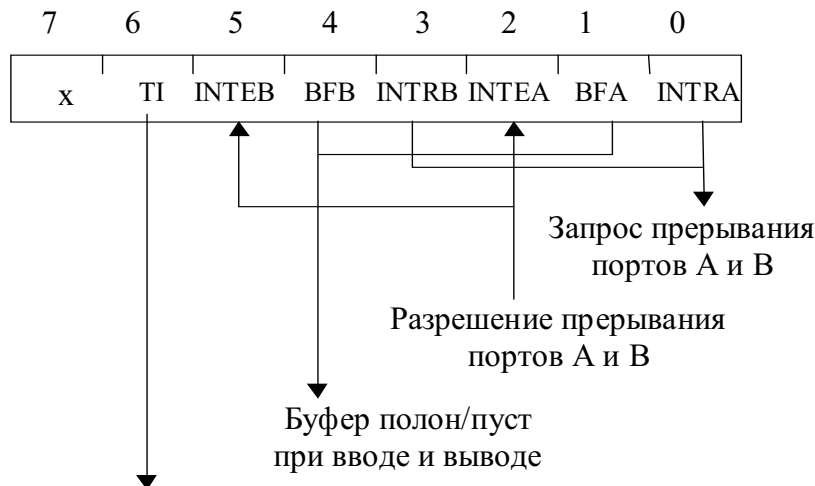 7 6 5 4 3 2 1 0
x TI INTEB BFB INTRB INTEA BFA INTRA
Запрос прерывания
портов А и В
Разрешение прерывания
портов А и В
Буфер полон/пуст
при вводе и выводе